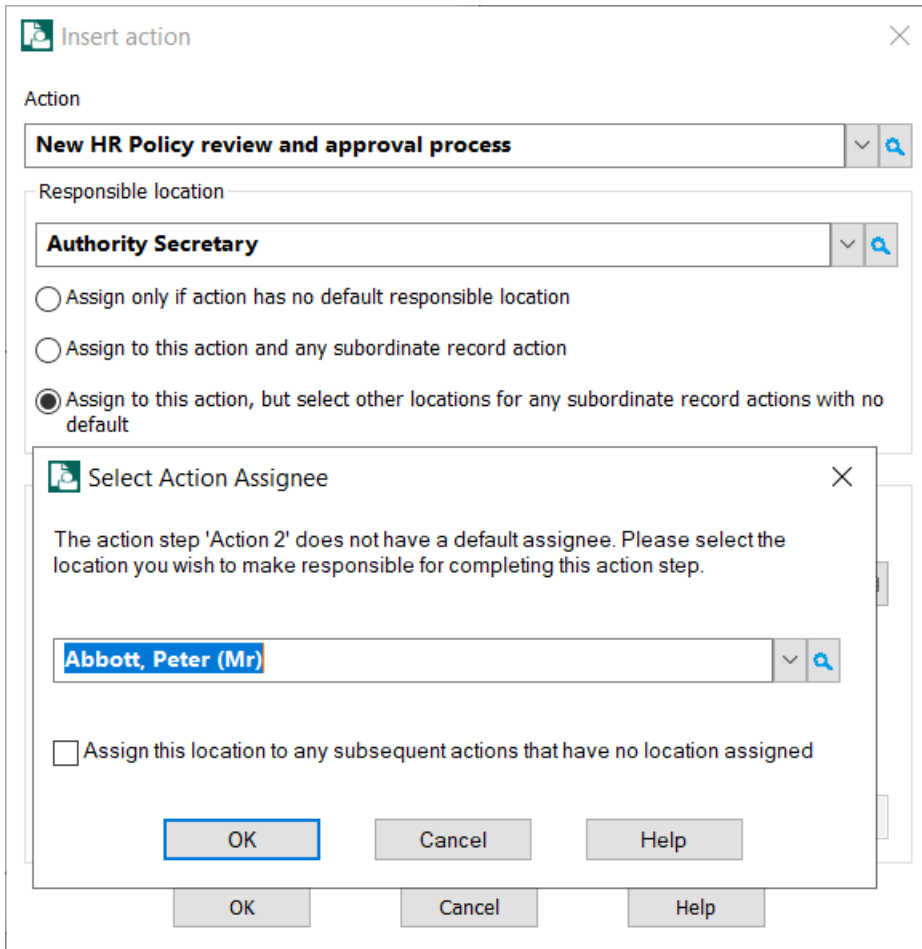 Insert action
Action
New HR Policy review and approval process
Responsible location
Authority Secretary
Assign only if action has no default responsible location
Assign to this action and any subordinate record action
Assign to this action, but select other locations for any subordinate record actions with no
default
Select Action Assignee
The action step 'Action 2' does not have a default assignee. Please select the
location you wish to make responsible for completing this action step.
Abbott, Peter (Mr)
Assign this location to any subsequent actions that have no location assigned
OK Cancel Help
OK Cancel Help